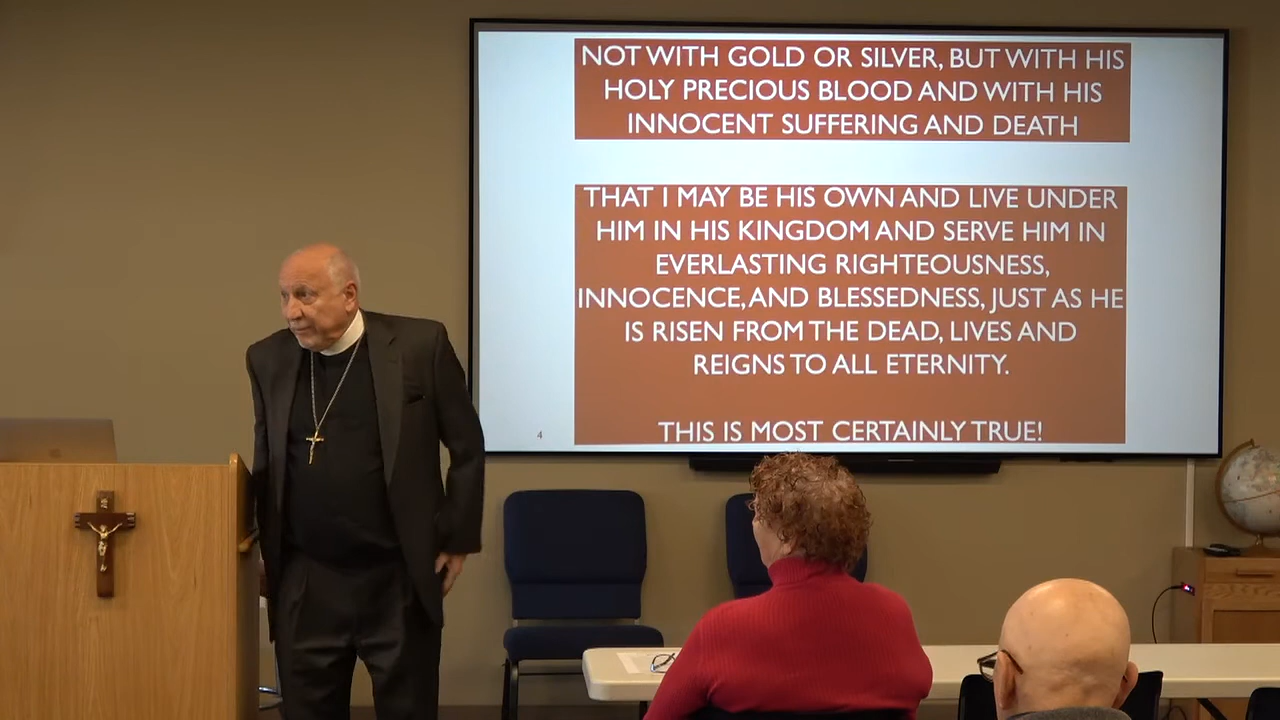 NOT WITH GOLD OR SILVER, BUT WITH HIS
HOLY PRECIOUS BLOOD AND WITH HIS
INNOCENT SUFFERING AND DEATH
THAT I MAY BE HIS OWN AND LIVE UNDER
HIM IN HIS KINGDOM AND SERVE HIM IN
EVERLASTING RIGHTEOUSNESS,
INNOCENCE, AND BLESSEDNESS, JUST AS HE
IS RISEN FROM THE DEAD, LIVES AND
REIGNS TO ALL ETERNITY.
THIS IS MOST CERTAINLY TRUE!
4